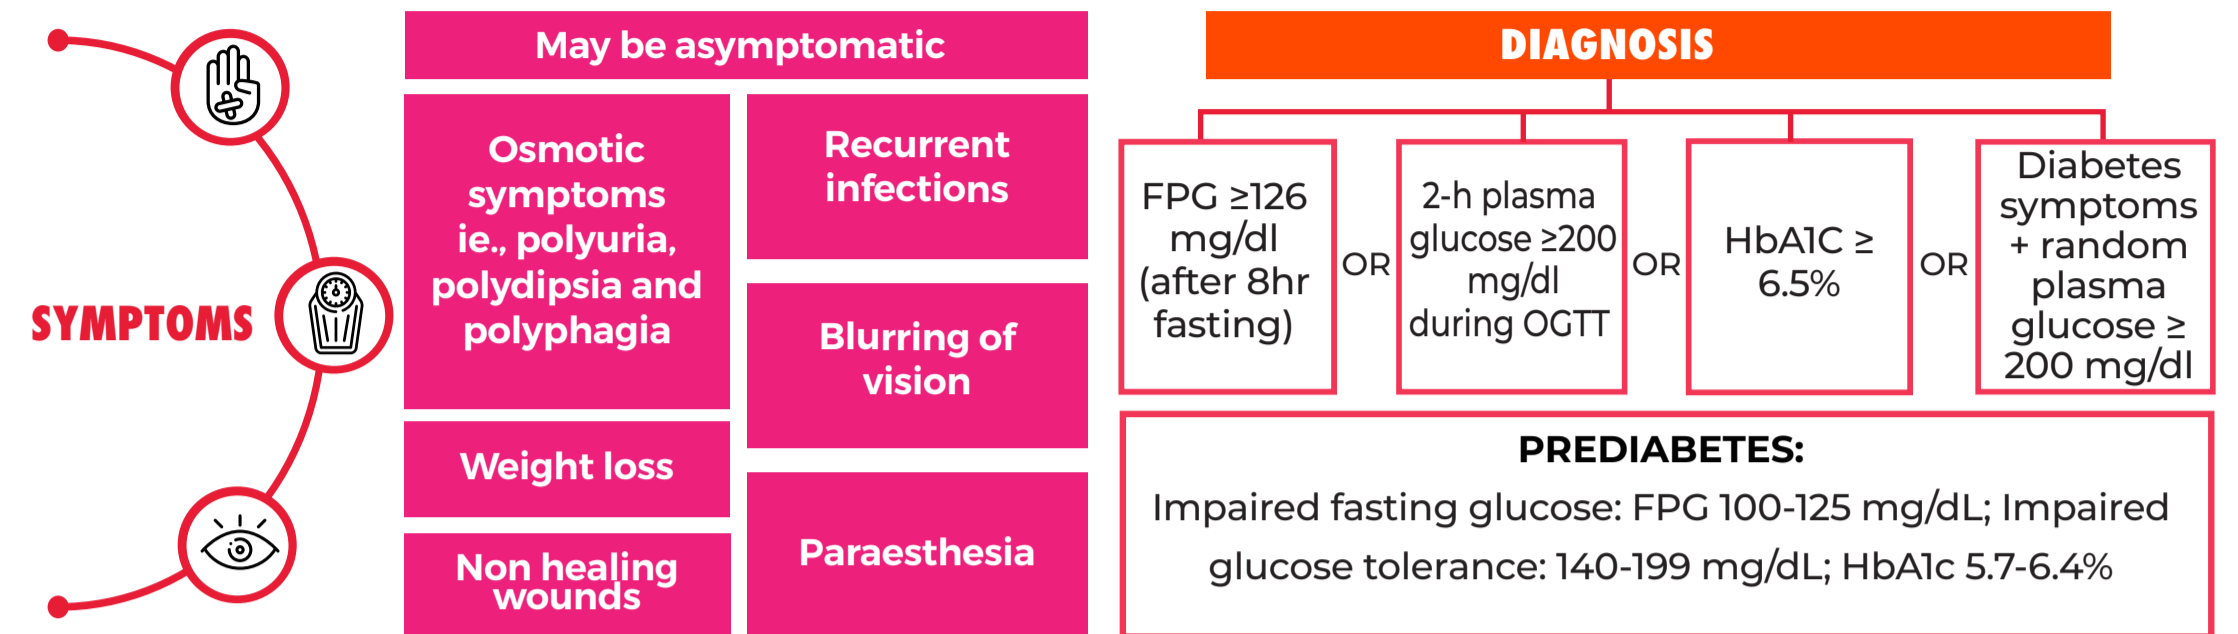 SYMPTOMS
May be asymptomatic
Osmotic
symptoms
ie., polyuria,
polydipsia and
polyphagia
Weight loss
Non healing
wounds
Recurrent
infections
Blurring of
vision
Paraesthesia
DIAGNOSIS
FPG ≥126
mg/dl
(after 8hr
fasting)
OR
2-h plasma
glucose ≥200
mg/dl
during OGTT
OR
HbA1C ≥
6.5%
OR
Diabetes
symptoms
+ random
plasma
glucose ≥
200 mg/dl
PREDIABETES:
Impaired fasting glucose: FPG 100-125 mg/dL; Impaired
glucose tolerance: 140-199 mg/dL; HbA1c 5.7-6.4%